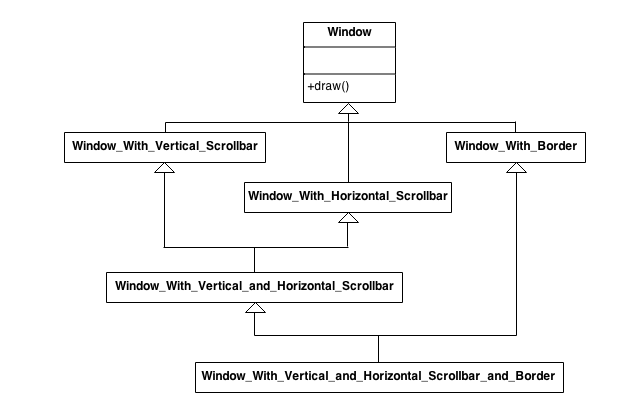 Window
+draw()
Window_With_Vertical_Scrollbar
Window_With_Border
Window_With_Horizontal_Scrollbar
Window_With_Vertical_and_Horizontal_Scrollbar
Window_With_Vertical_and_Horizontal_Scrollbar_and_Border